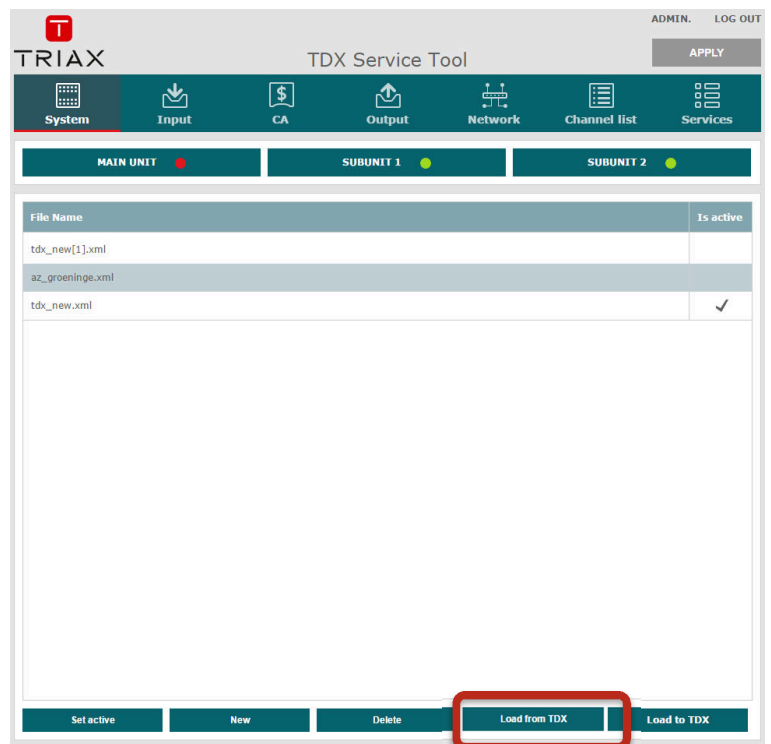 ADMIN. LOG OUT
T
TRIAX
TDX Service Tool
APPLY
System Input CA Output Network Channel list Services
MAIN UNIT SUBUNIT 1 SUBUNIT 2
File Name Is active
tdx_new[1].xml
az_groeninge.xml
tdx_new.xml
Set active New Delete Load from TDX Load to TDX